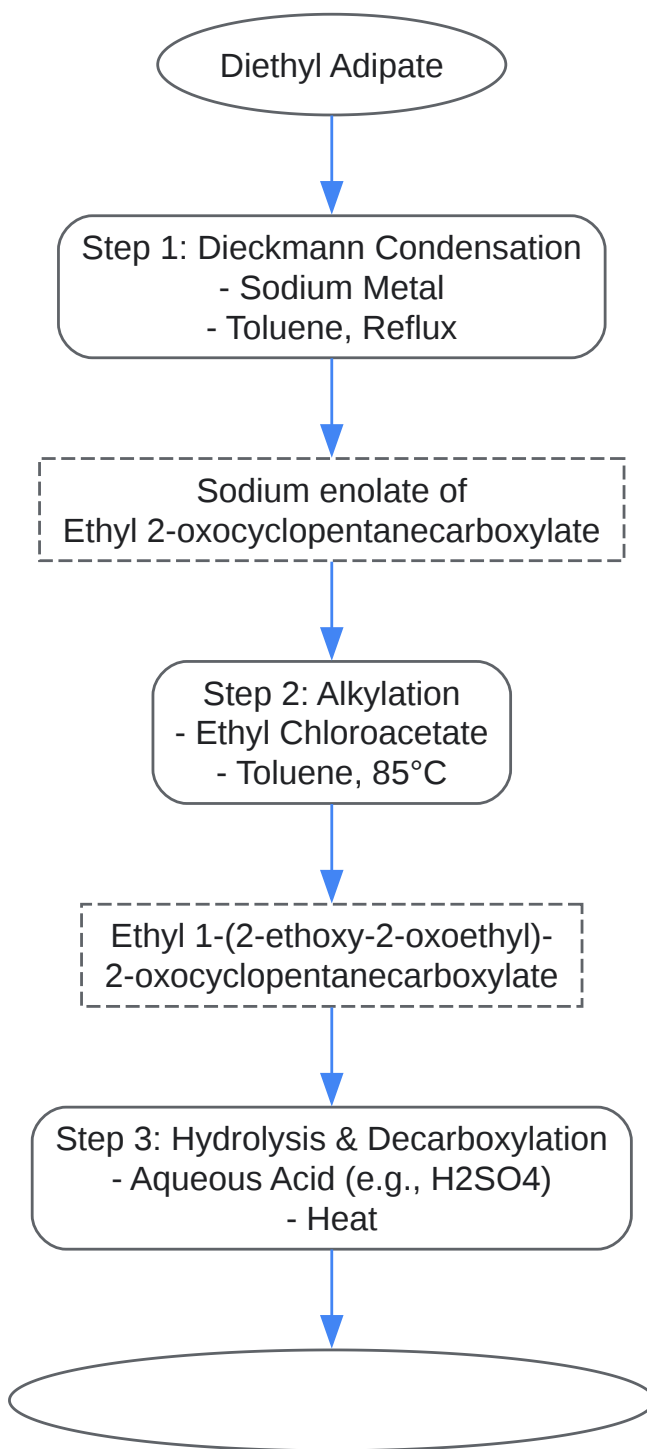 Diethyl Adipate
Step 1: Dieckmann Condensation
- Sodium Metal
- Toluene, Reflux
Sodium enolate of
Ethyl 2-oxocyclopentanecarboxylate
Step 2: Alkylation
- Ethyl Chloroacetate
- Toluene, 85°C
Ethyl 1-(2-ethoxy-2-oxoethyl)-
2-oxocyclopentanecarboxylate
Step 3: Hydrolysis & Decarboxylation
- Aqueous Acid (e.g., H2SO4)
- Heat